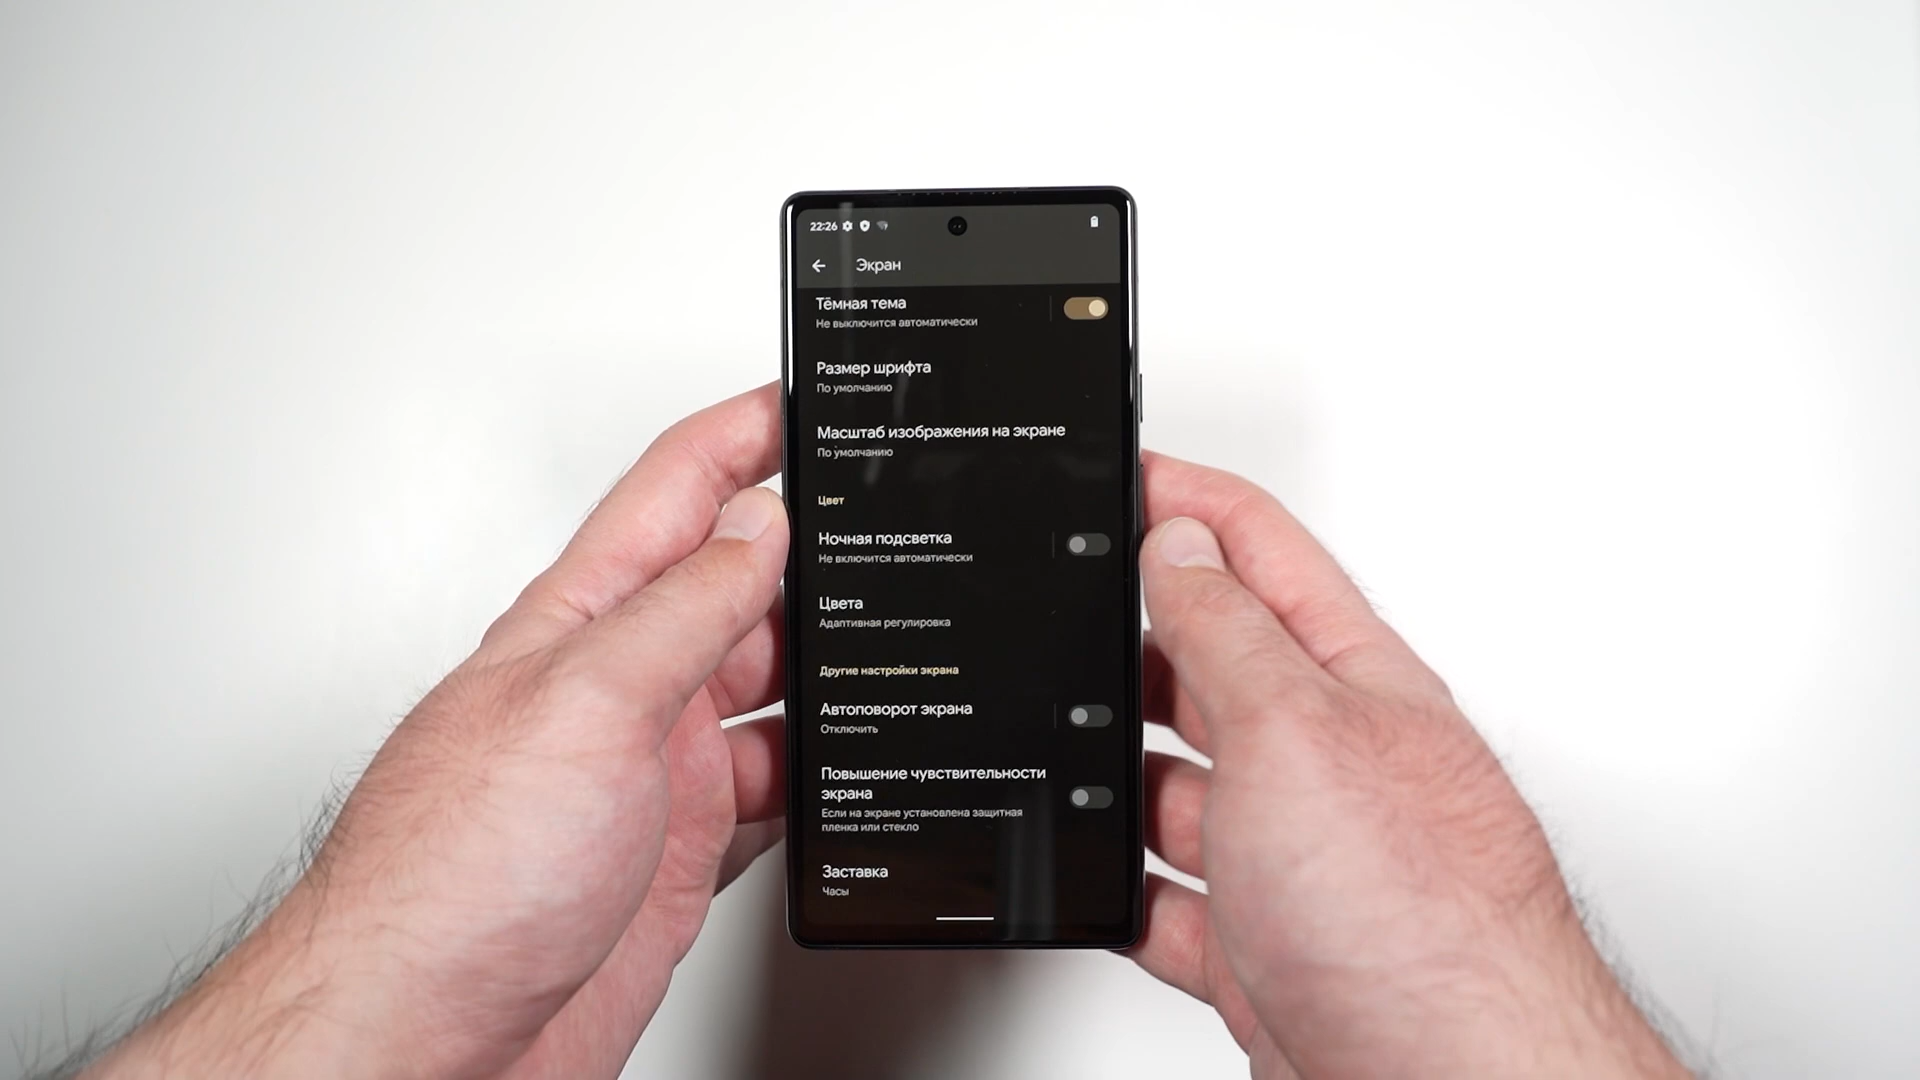 22:26
Экран
Тёмная тема
Не выключится автоматически
Размер шрифта
По умолчанию
Масштаб изображения на экране
По умолчанию
Цвет
Ночная подсветка
Не включится автоматически
Цвета
Адаптивная регулировка
Другие настройки экрана
Автоповорот экрана
Отключить
Повышение чувствительности
экрана
Если на экране установлена защитная
пленка или стекло
Заставка
Часы